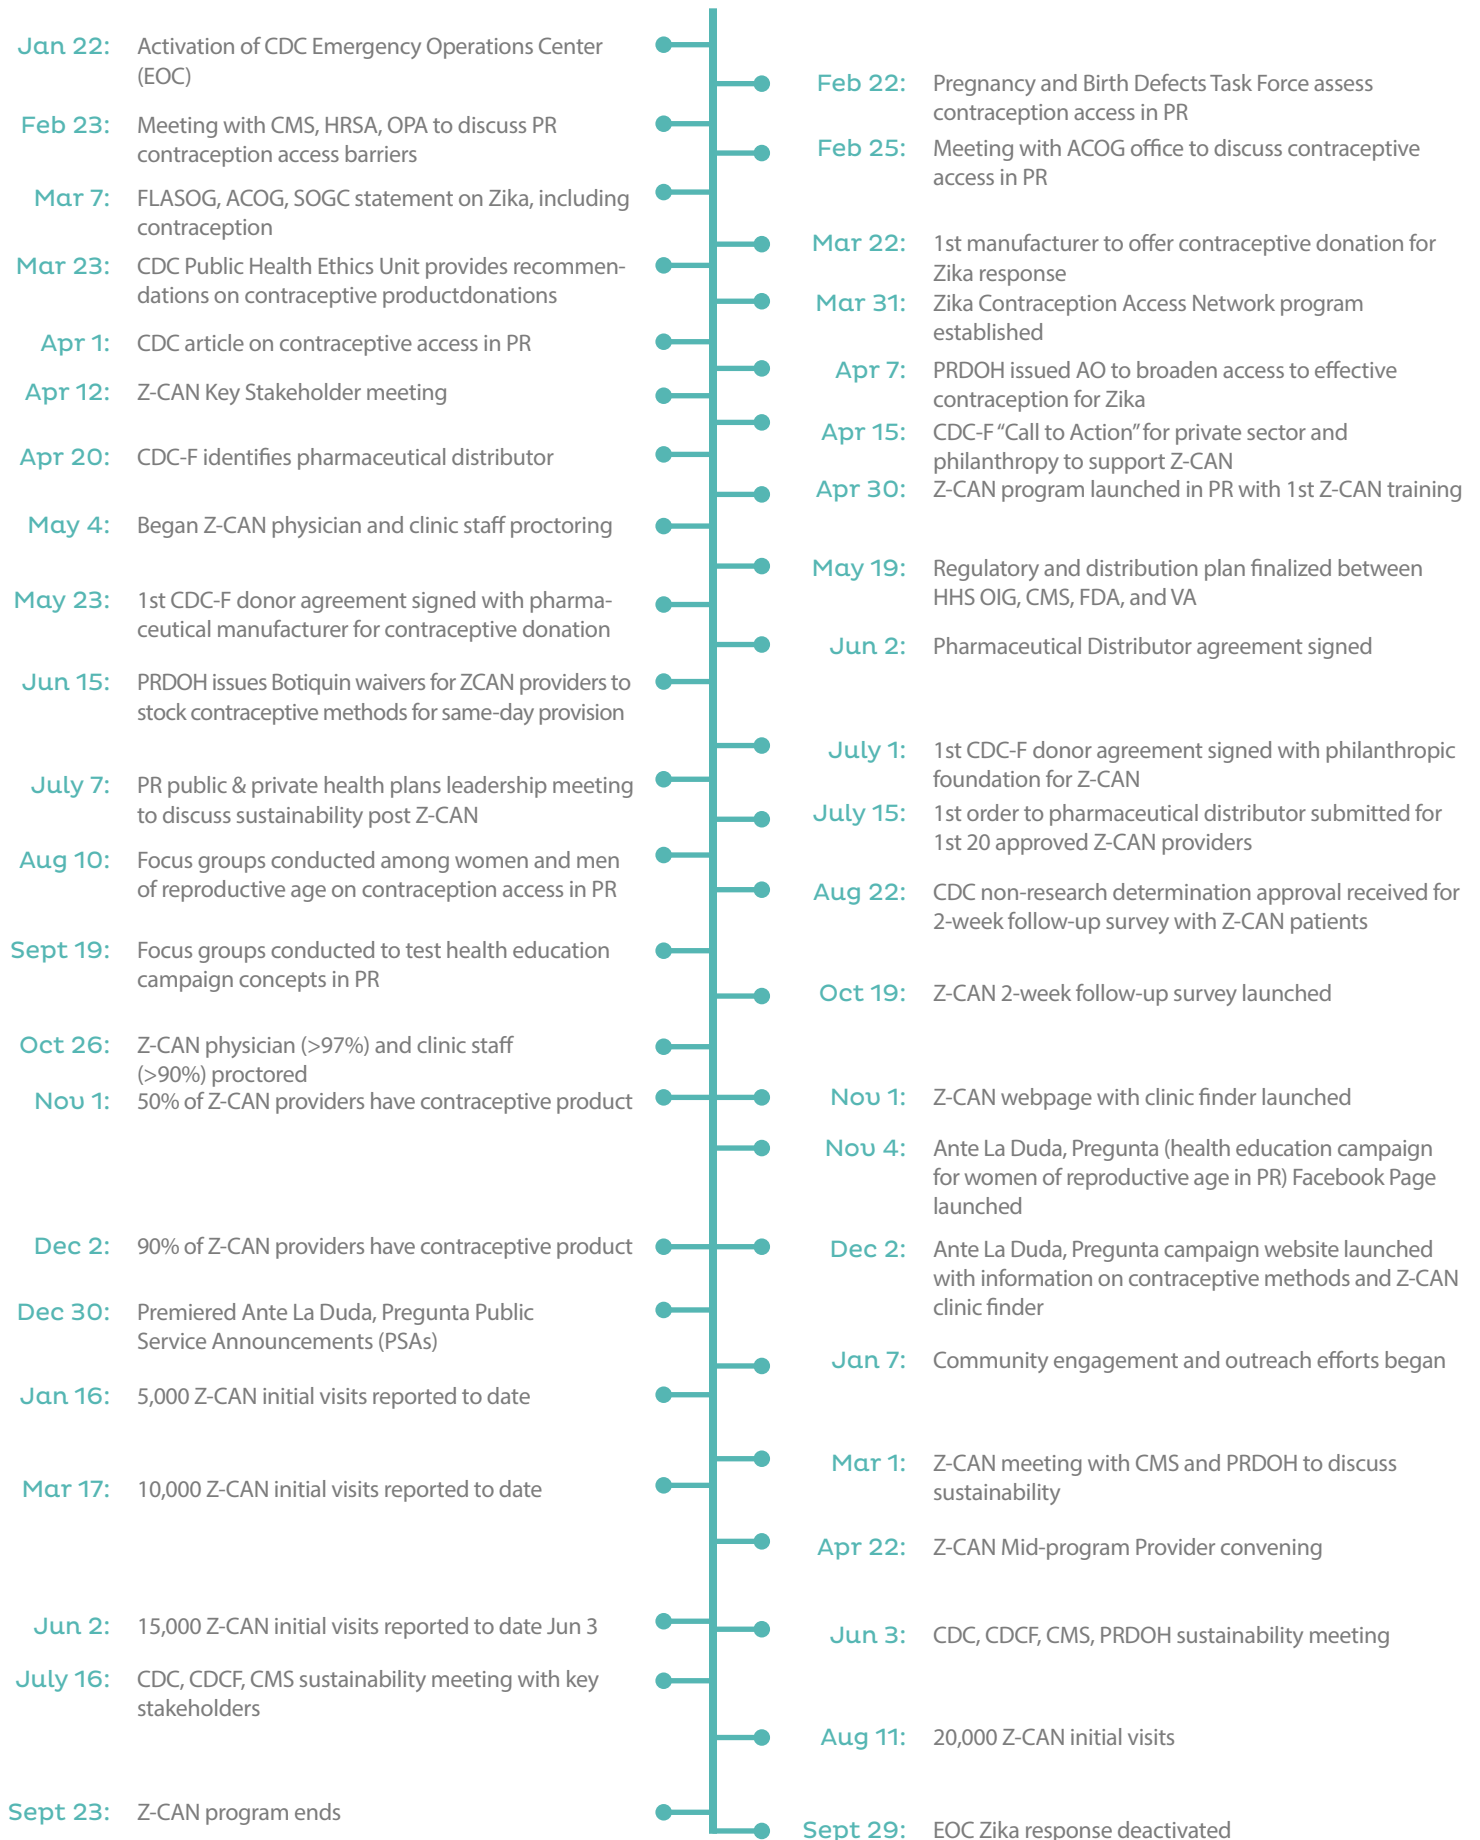 Jan 22: Activation of CDC Emergency Operations Center
(EOC)
Feb 22: Pregnancy and Birth Defects Task Force assess
contraception access in PR
Feb 23: Meeting with CMS, HRSA, OPA to discuss PR
contraception access barriers
Feb 25: Meeting with ACOG office to discuss contraceptive
access in PR
Mar 7: FLASOG, ACOG, SOGC statement on Zika, including
contraception
Mar 22: 1st manufacturer to offer contraceptive donation for
Zika response
Mar 23: CDC Public Health Ethics Unit provides recommen-
dations on contraceptive productdonations
Mar 31: Zika Contraception Access Network program
established
Apr 1: CDC article on contraceptive access in PR
Apr 7: PRDOH issued AO to broaden access to effective
contraception for Zika
Apr 12: Z-CAN Key Stakeholder meeting
Apr 15: CDC-F “Call to Action” for private sector and
philanthropy to support Z-CAN
Apr 20: CDC-F identifies pharmaceutical distributor
Apr 30: Z-CAN program launched in PR with 1st Z-CAN training
May 4: Began Z-CAN physician and clinic staff proctoring
May 19: Regulatory and distribution plan finalized between
HHS OIG, CMS, FDA, and VA
May 23: 1st CDC-F donor agreement signed with pharma-
ceutical manufacturer for contraceptive donation
Jun 2: Pharmaceutical Distributor agreement signed
Jun 15: PRDOH issues Botiquin waivers for ZCAN providers to
stock contraceptive methods for same-day provision
July 1: 1st CDC-F donor agreement signed with philanthropic
foundation for Z-CAN
July 7: PR public & private health plans leadership meeting
to discuss sustainability post Z-CAN
July 15: 1st order to pharmaceutical distributor submitted for
1st 20 approved Z-CAN providers
Aug 10: Focus groups conducted among women and men
of reproductive age on contraception access in PR
Aug 22: CDC non-research determination approval received for
2-week follow-up survey with Z-CAN patients
Sept 19: Focus groups conducted to test health education
campaign concepts in PR
Oct 19: Z-CAN 2-week follow-up survey launched
Oct 26: Z-CAN physician (>97%) and clinic staff
(>90%) proctored
Nov 1: 50% of Z-CAN providers have contraceptive product
Nov 1: Z-CAN webpage with clinic finder launched
Nov 4: Ante La Duda, Pregunta (health education campaign
for women of reproductive age in PR) Facebook Page
launched
Dec 2: 90% of Z-CAN providers have contraceptive product
Dec 2: Ante La Duda, Pregunta campaign website launched
with information on contraceptive methods and Z-CAN
clinic finder
Dec 30: Premiered Ante La Duda, Pregunta Public
Service Announcements (PSAs)
Jan 7: Community engagement and outreach efforts began
Jan 16: 5,000 Z-CAN initial visits reported to date
Mar 1: Z-CAN meeting with CMS and PRDOH to discuss
sustainability
Mar 17: 10,000 Z-CAN initial visits reported to date
Apr 22: Z-CAN Mid-program Provider convening
Jun 2: 15,000 Z-CAN initial visits reported to date Jun 3
Jun 3: CDC, CDCF, CMS, PRDOH sustainability meeting
July 16: CDC, CDCF, CMS sustainability meeting with key
stakeholders
Aug 11: 20,000 Z-CAN initial visits
Sept 23: Z-CAN program ends
Sept 29: EOC Zika response deactivated